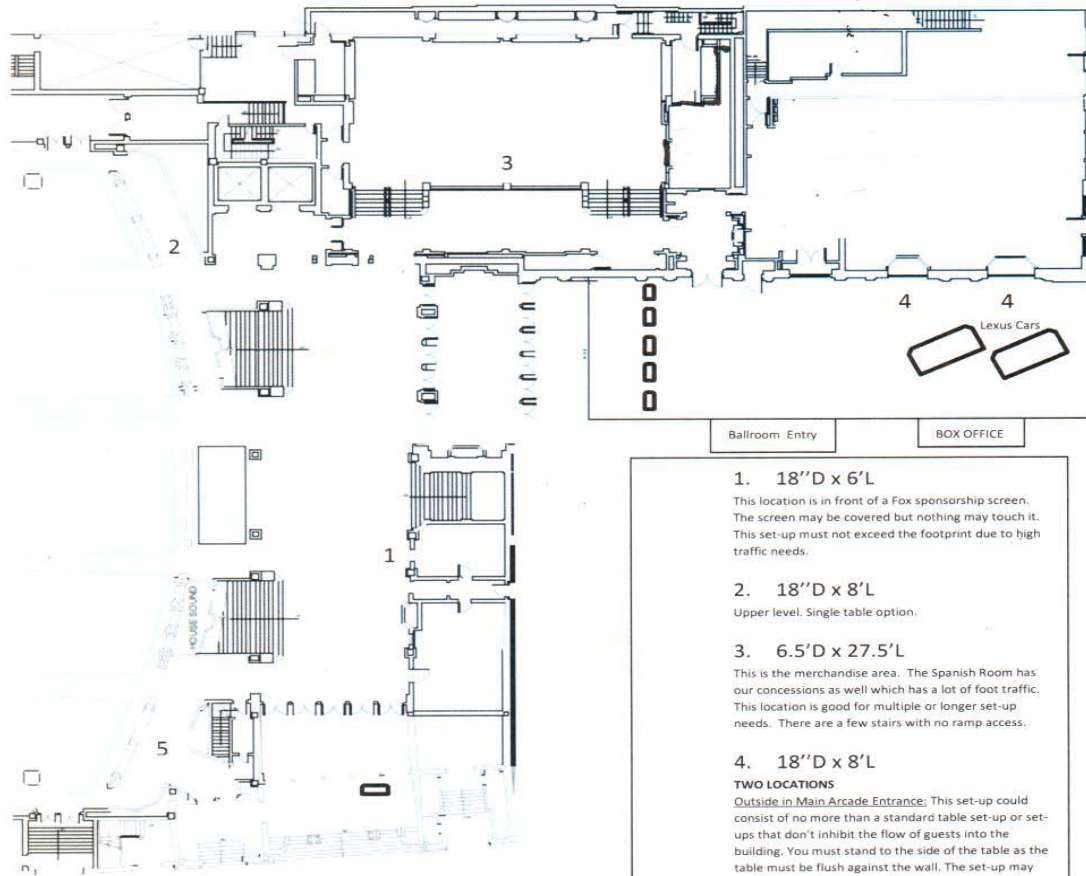 3
2
4
4
Lexus Cars
Ballroom Entry
BOX OFFICE
1
HOUSE SOUND
5
1. 18''D x 6'L
This location is in front of a Fox sponsorship screen.
The screen may be covered but nothing may touch it.
This set-up must not exceed the footprint due to high
traffic needs.
2. 18''D x 8'L
Upper level. Single table option.
3. 6.5'D x 27.5'L
This is the merchandise area. The Spanish Room has
our concessions as well which has a lot of foot traffic.
This location is good for multiple or longer set-up
needs. There are a few stairs with no ramp access.
4. 18''D x 8'L
TWO LOCATIONS
Outside in Main Arcade Entrance: This set-up could
consist of no more than a standard table set-up or set-
ups that don't inhibit the flow of guests into the
building. You must stand to the side of the table as the
table must be flush against the wall. The set-up may